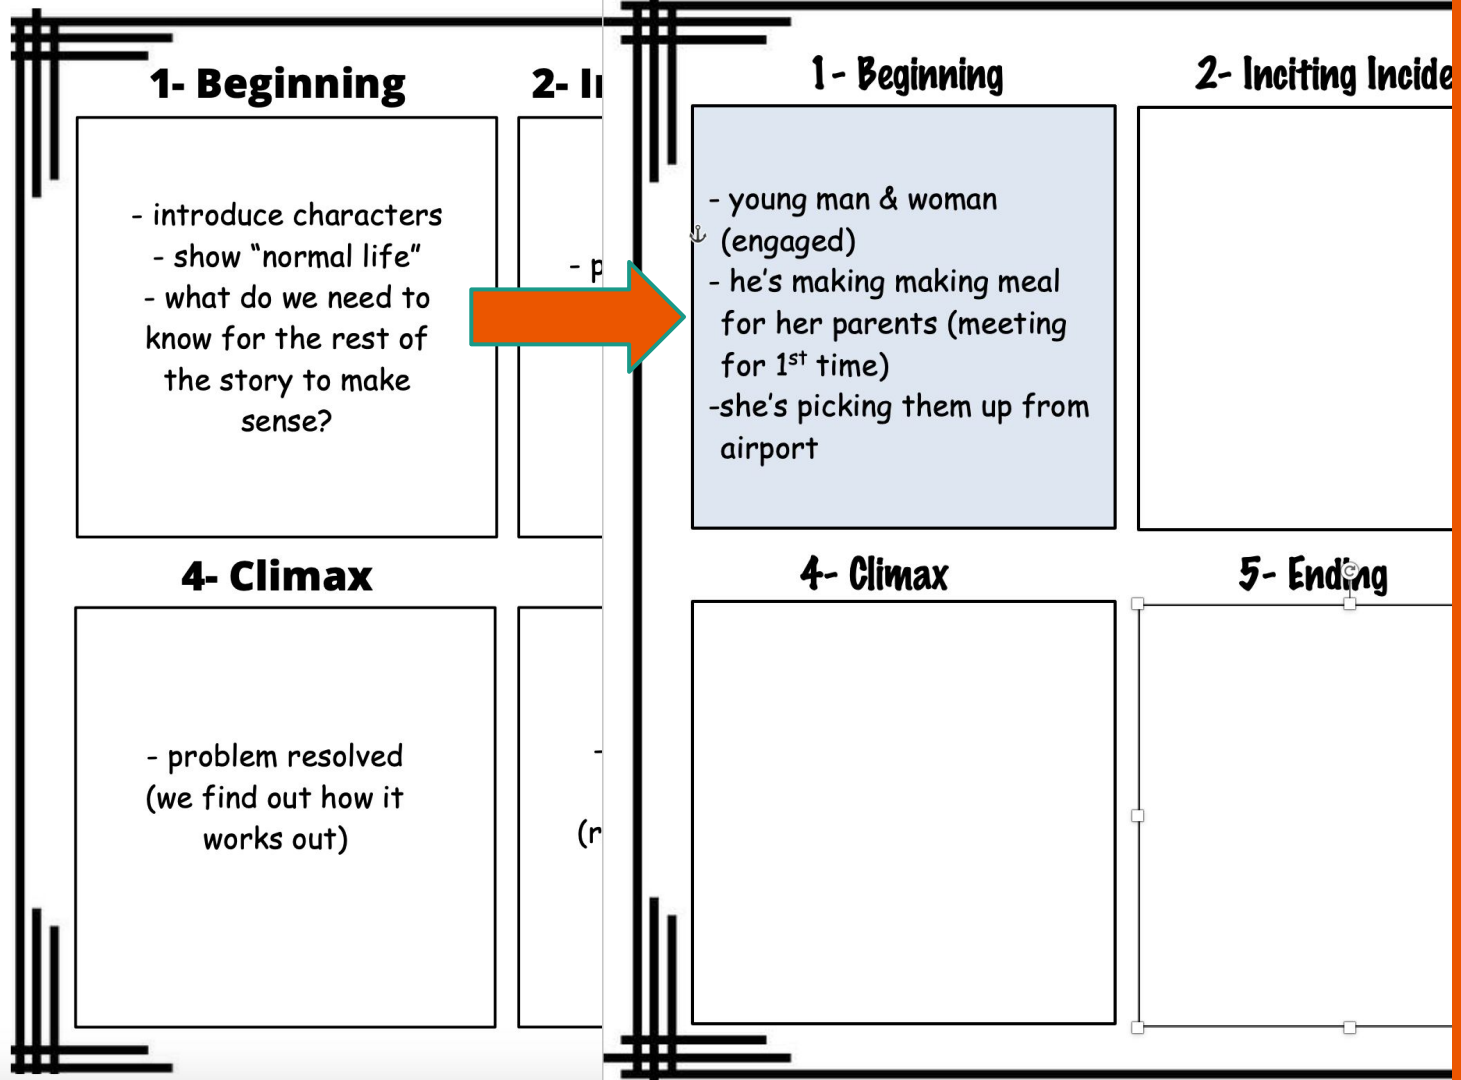 1- Beginning
2- I
- introduce characters
- show “normal life”
- what do we need to
know for the rest of
the story to make
sense?
- p
4- Climax
- problem resolved
(we find out how it
works out)
-
(r
1- Beginning
2- Inciting Incide
- young man & woman
(engaged)
- he’s making making meal
for her parents (meeting
for 1st time)
-she’s picking them up from
airport
4- Climax
5- Ending